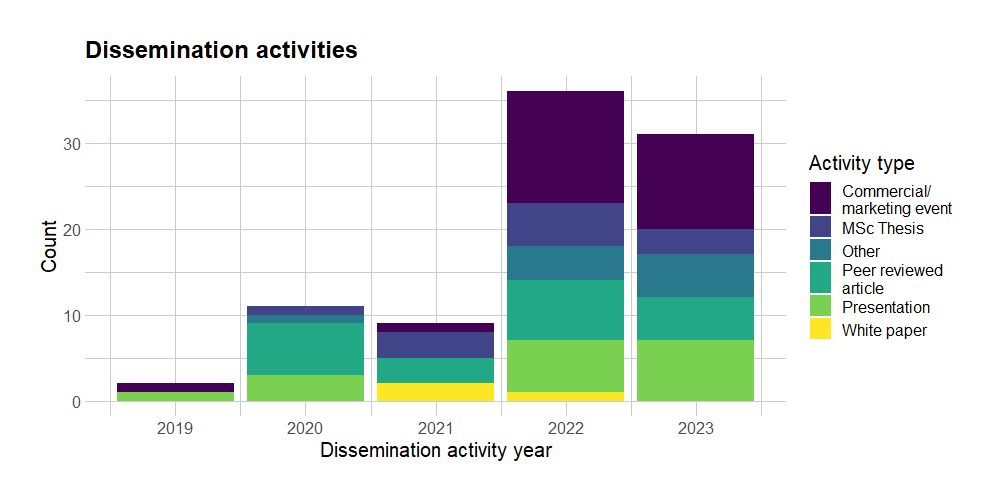 Dissemination activities
Count
30
20
10
0
2019 2020 2021 2022 2023
Dissemination activity year
Activity type
Commercial/
marketing event
MSc Thesis
Other
Peer reviewed
article
Presentation
White paper